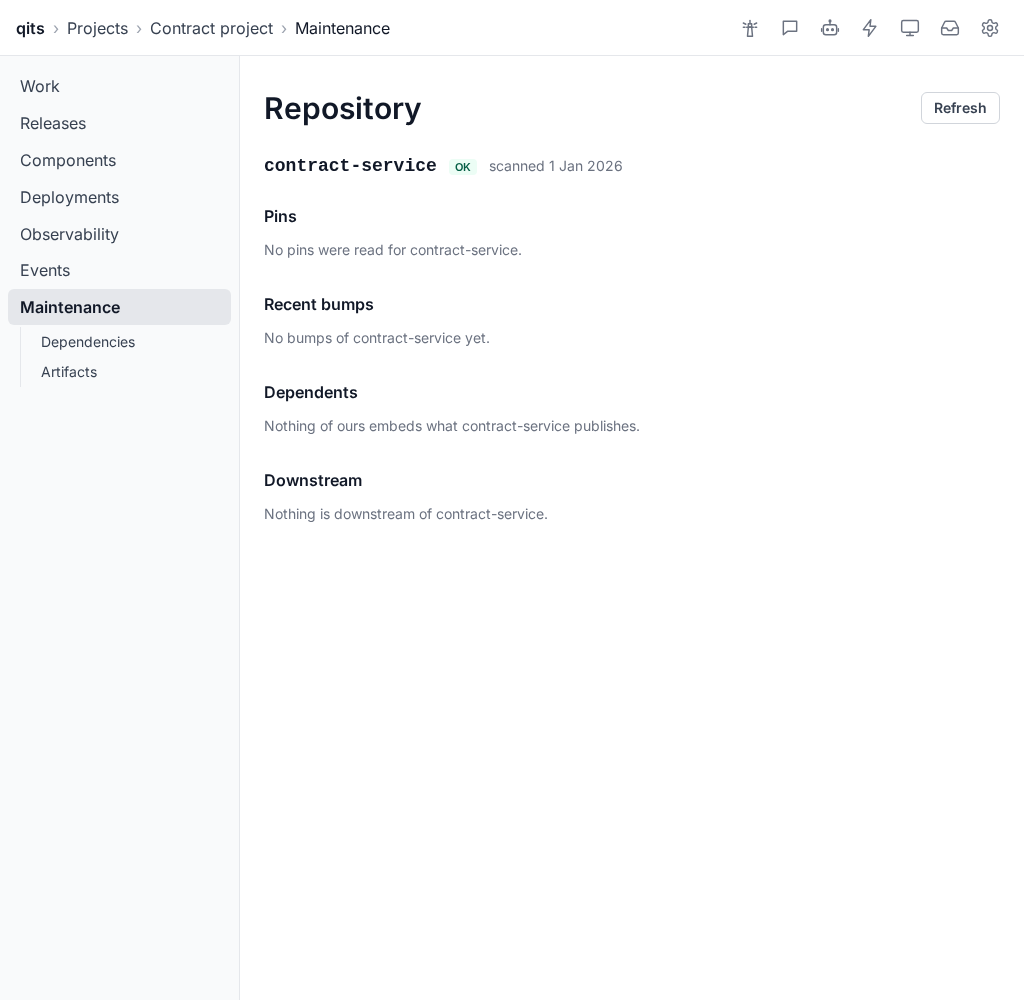 qits › Projects › Contract project › Maintenance
Work
Releases
Components
Deployments
Observability
Events
Maintenance
Dependencies
Artifacts
Repository
Refresh
contract-service OK scanned 1 Jan 2026
Pins
No pins were read for contract-service.
Recent bumps
No bumps of contract-service yet.
Dependents
Nothing of ours embeds what contract-service publishes.
Downstream
Nothing is downstream of contract-service.